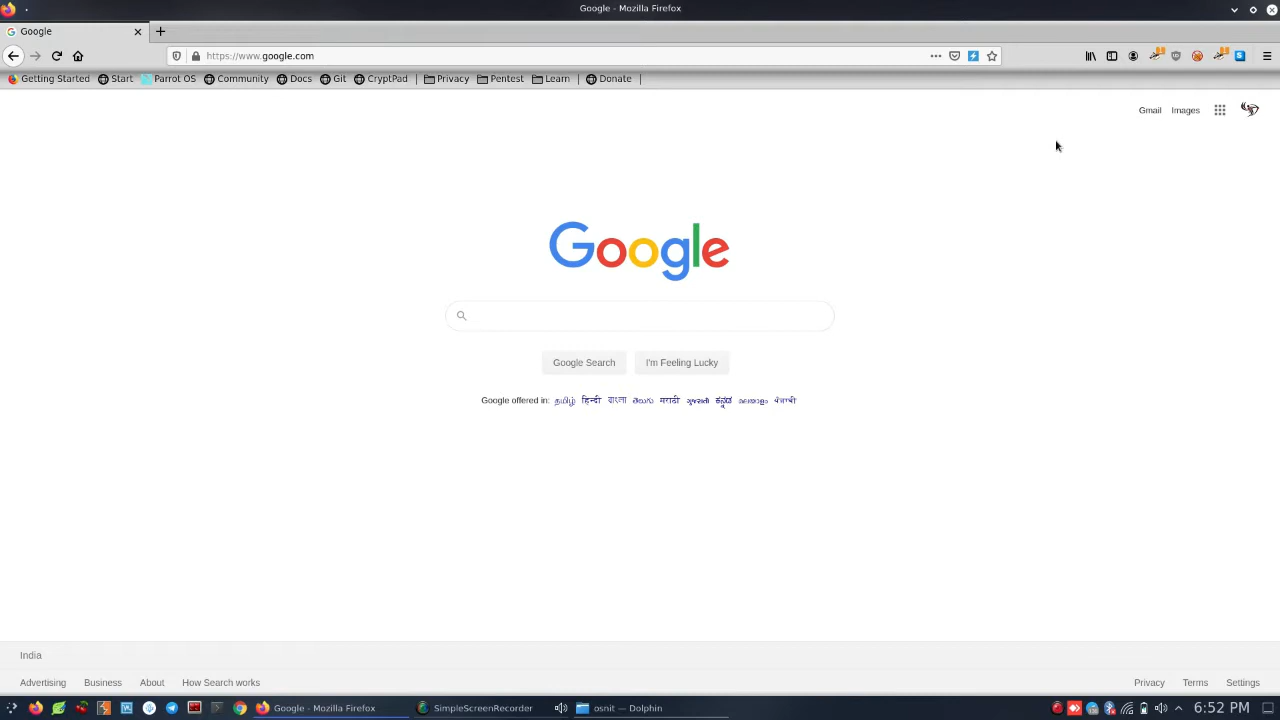 Google - Mozilla Firefox
Google
https://www.google.com
Getting Started Start Parrot OS Community Docs Git CryptPad Privacy Pentest Learn Donate
Gmail Images
Google
Google Search I'm Feeling Lucky
Google offered in: தமிழ் हिन्दी বাংলা తెలుగు मराठी ગુજરાતી ಕನ್ನಡ മലയാളം ਪੰਜਾਬੀ
India
Advertising Business About How Search works Privacy Terms Settings
Google - Mozilla Firefox SimpleScreenRecorder osnit — Dolphin 6:52 PM